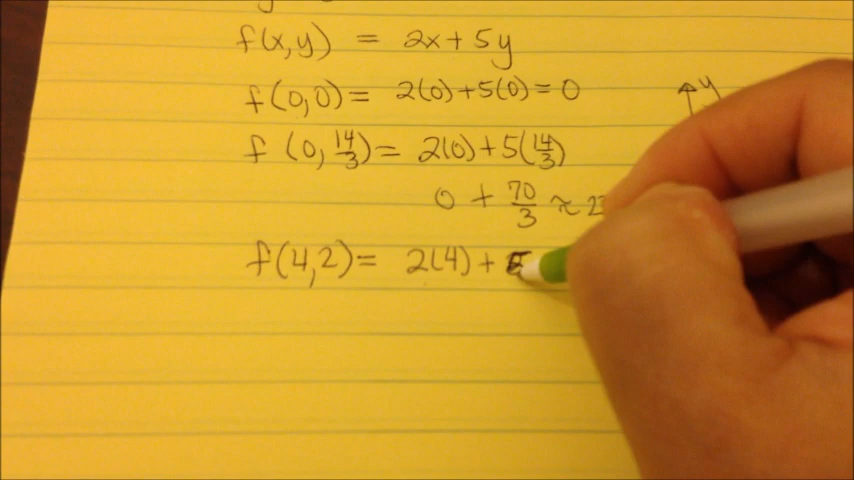 f(x,y) = 2x + 5y
f(0,0) = 2(0) + 5(0) = 0
y
f(0, 14/3) = 2(0) + 5(14/3)
0 + 70/3 ≈
f(4,2) = 2(4) + 5